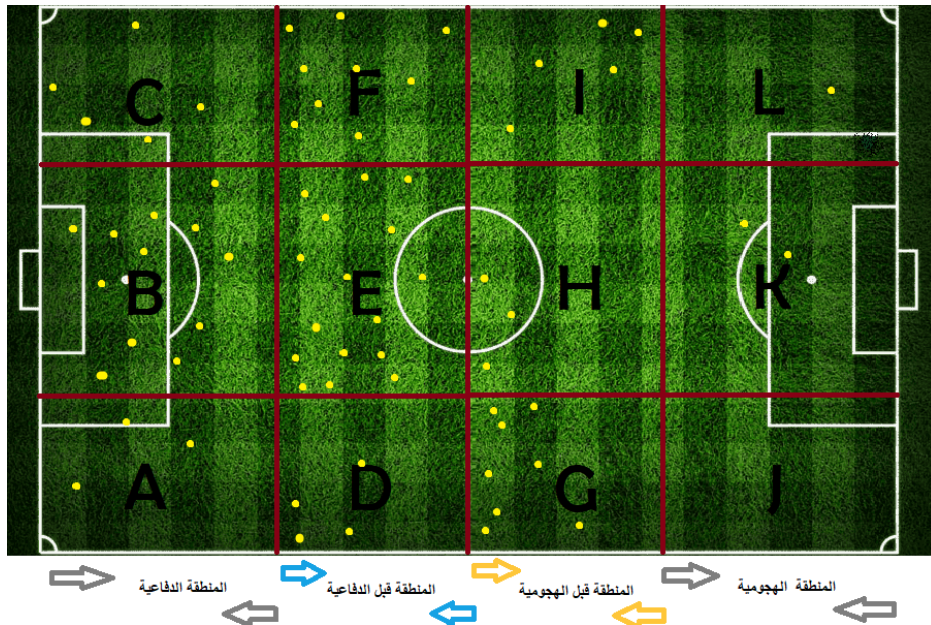 C F I L
B E H K
A D G J
المنطقة الدفاعية
المنطقة قبل الدفاعية
المنطقة قبل الهجومية
المنطقة الهجومية